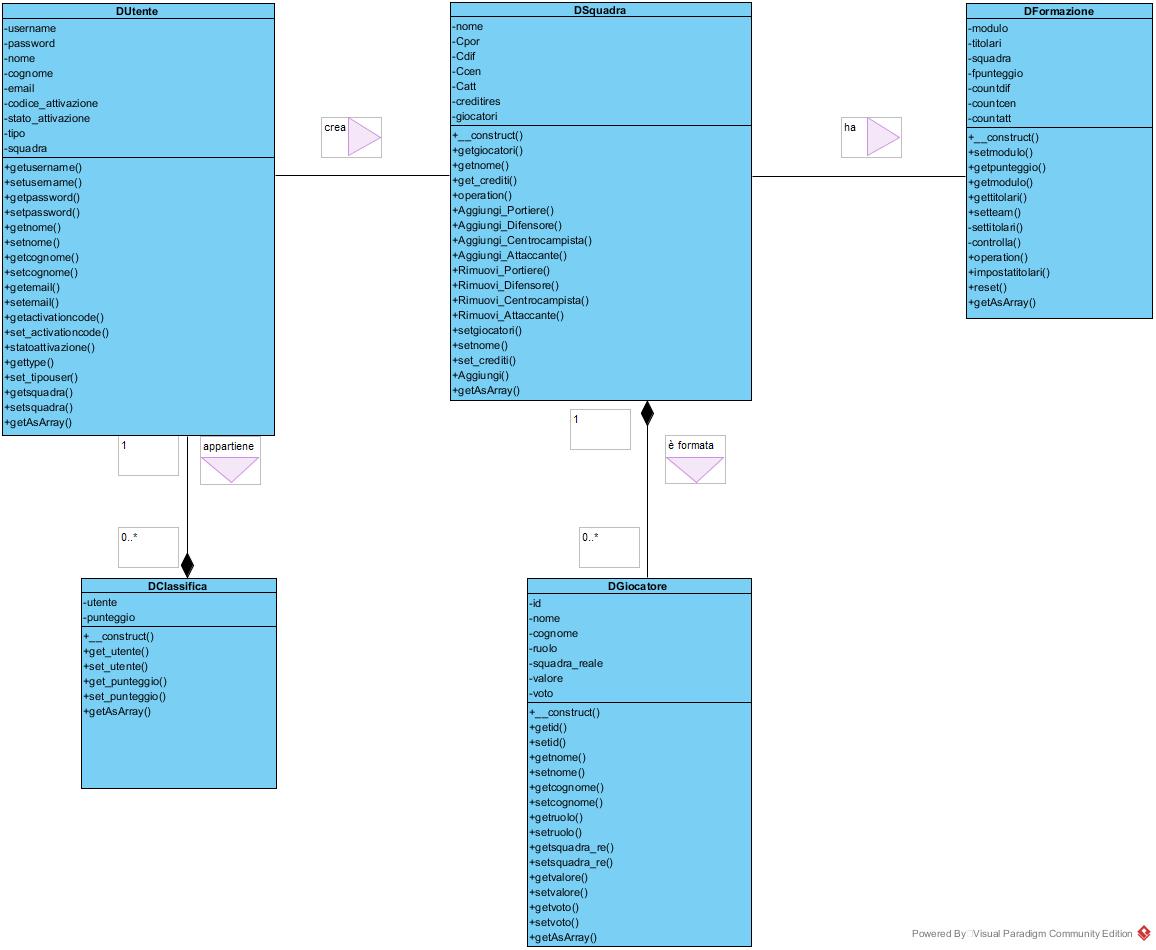 DUtente
-username
-password
-nome
-cognome
-email
-codice_attivazione
-stato_attivazione
-tipo
-squadra
+getusername()
+setusername()
+getpassword()
+setpassword()
+getnome()
+setnome()
+getcognome()
+setcognome()
+getemail()
+setemail()
+getactivationcode()
+set_activationcode()
+statoattivazione()
+gettype()
+set_tipouser()
+getsquadra()
+setsquadra()
+getAsArray()
crea
DSquadra
-nome
-Cpor
-Cdif
-Ccen
-Catt
-creditires
-giocatori
+__construct()
+getgiocatori()
+getnome()
+get_crediti()
+operation()
+Aggiungi_Portiere()
+Aggiungi_Difensore()
+Aggiungi_Centrocampista()
+Aggiungi_Attaccante()
+Rimuovi_Portiere()
+Rimuovi_Difensore()
+Rimuovi_Centrocampista()
+Rimuovi_Attaccante()
+setgiocatori()
+setnome()
+set_crediti()
+Aggiungi()
+getAsArray()
ha
DFormazione
-modulo
-titolari
-squadra
-fpunteggio
-countdif
-countcen
-countatt
+__construct()
+setmodulo()
+getpunteggio()
+getmodulo()
+gettitolari()
+setteam()
-settitolari()
-controlla()
+operation()
+impostatitolari()
+reset()
+getAsArray()
1
appartiene
0..*
DClassifica
-utente
-punteggio
+__construct()
+get_utente()
+set_utente()
+get_punteggio()
+set_punteggio()
+getAsArray()
1
è formata
0..*
DGiocatore
-id
-nome
-cognome
-ruolo
-squadra_reale
-valore
-voto
+__construct()
+getid()
+setid()
+getnome()
+setnome()
+getcognome()
+setcognome()
+getruolo()
+setruolo()
+getsquadra_re()
+setsquadra_re()
+getvalore()
+setvalore()
+getvoto()
+setvoto()
+getAsArray()
Powered By Visual Paradigm Community Edition